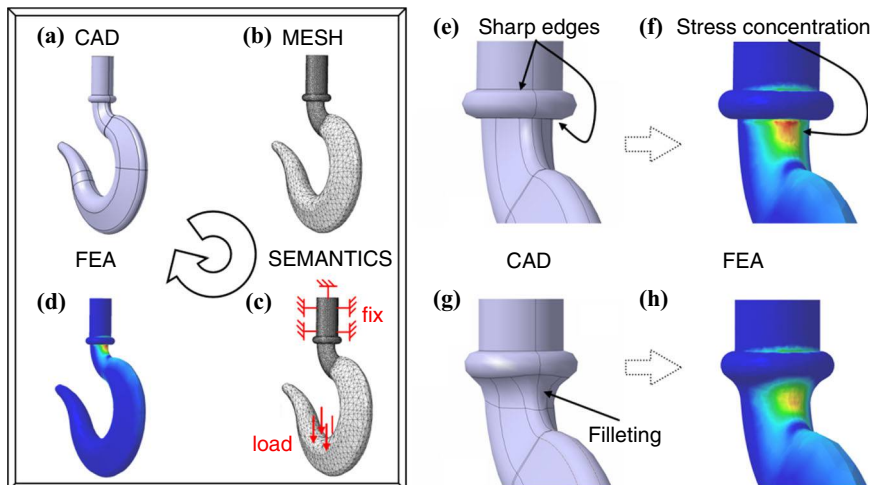 (a) CAD
(b) MESH
(e) Sharp edges
(f) Stress concentration
FEA
SEMANTICS
CAD
FEA
(d)
(c)
fix
(g)
(h)
load
Filleting